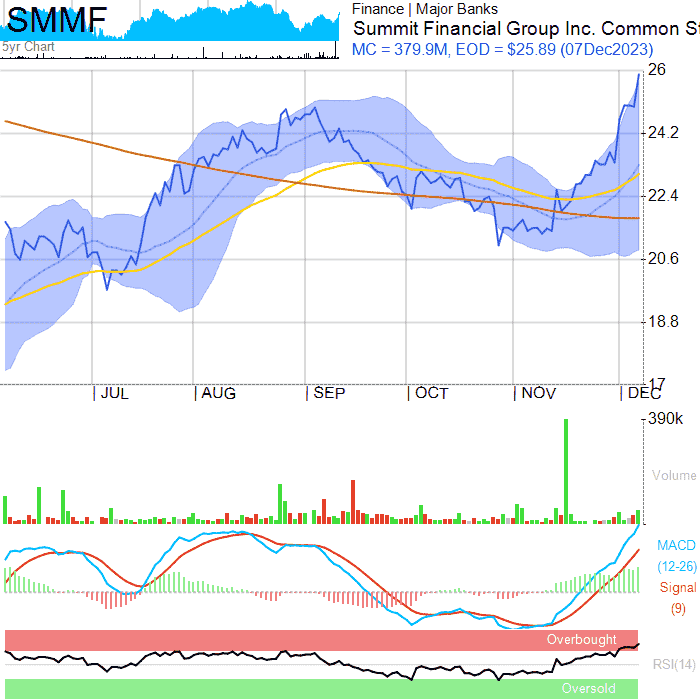 SMMF
5yr Chart
Finance | Major Banks
Summit Financial Group Inc. Common St
MC = 379.9M, EOD = $25.89 (07Dec2023)
26
24.2
22.4
20.6
18.8
17
JUL AUG SEP OCT NOV DEC
390k
Volume
MACD
(12-26)
Signal
(9)
Overbought
RSI(14)
Oversold